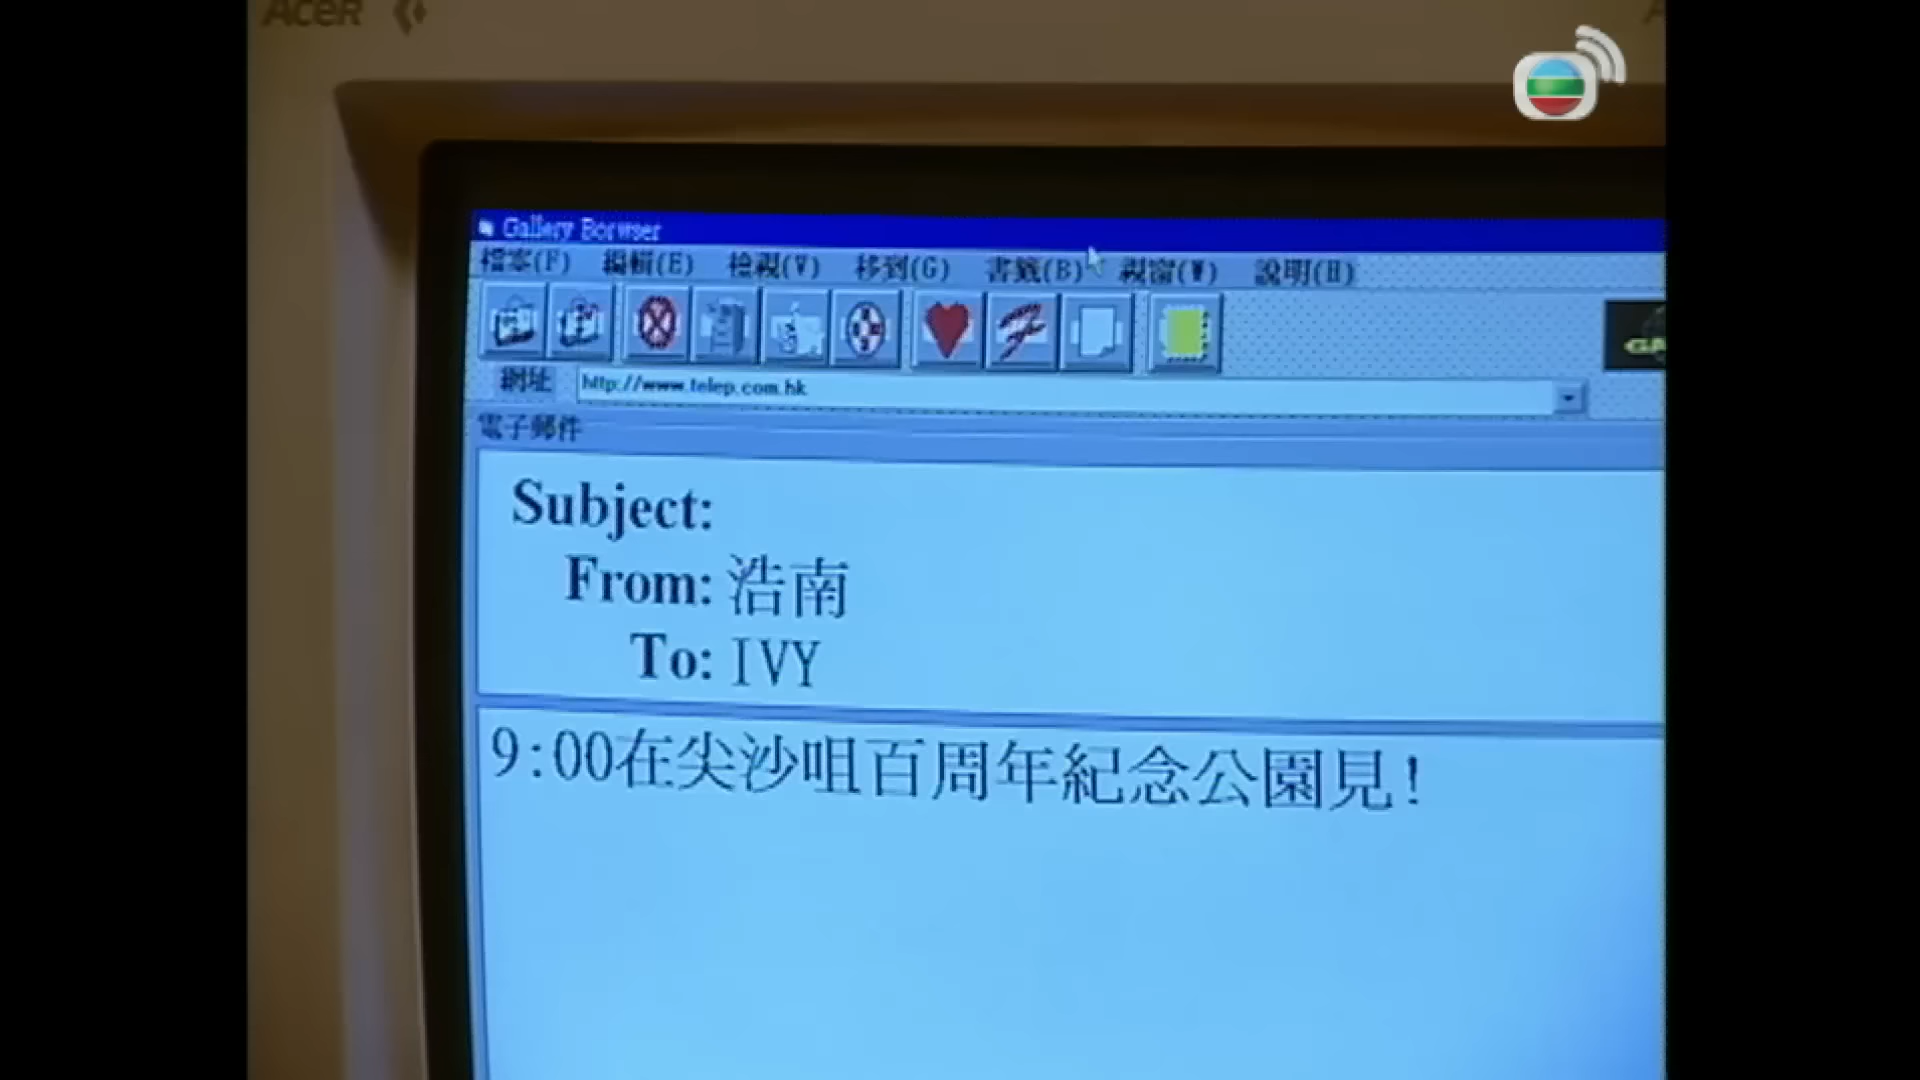 AceR
Gallery Borwser
檔案(F) 編輯(E) 檢視(V) 移到(G) 書籤(B) 視窗(W) 說明(H)
網址 http://www.telep.com.hk
電子郵件
Subject:
From: 浩南
To: IVY
9:00在尖沙咀百周年紀念公園見!